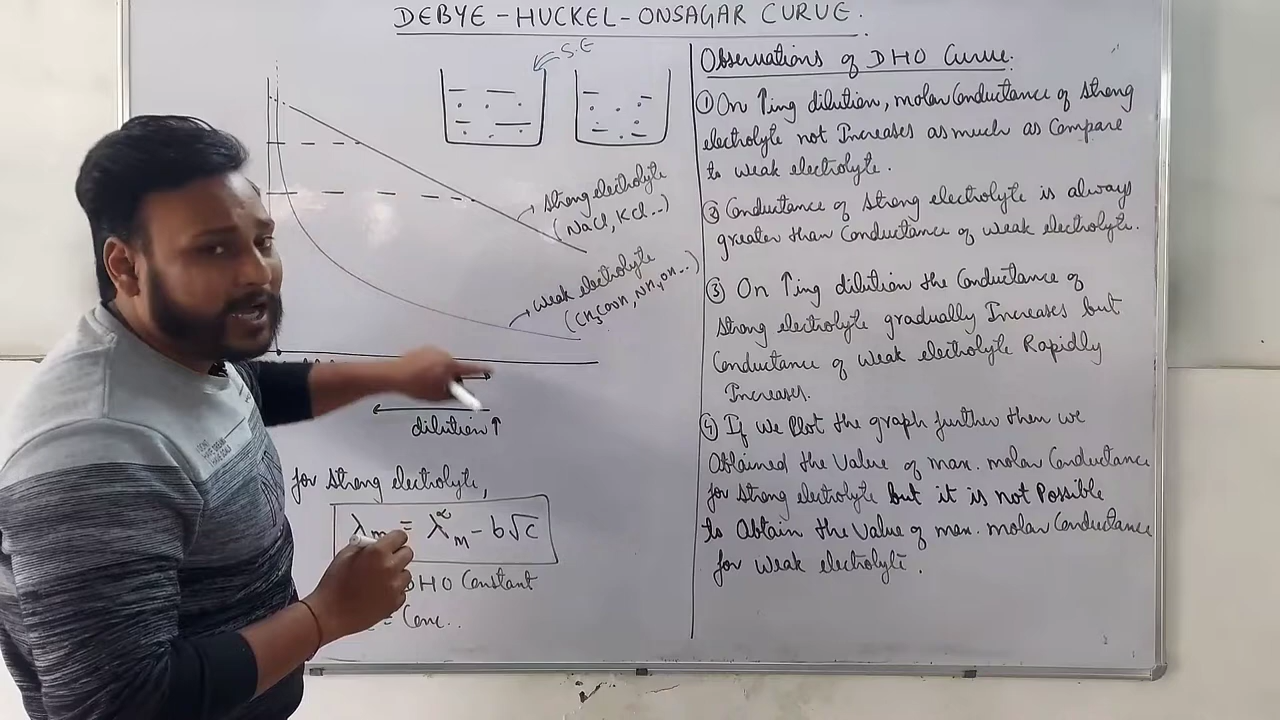 DEBYE-HUCKEL-ONSAGAR CURVE.
S.E
strong electrolyte
(NaCl, KCl..)
weak electrolyte
(CH3COOH, NH4OH...)
dilution ↑
for strong electrolyte,
λm = λ∞m - b√c
DHO Constant
= Conc..
Observations of DHO Curve:
① On ↑ing dilution, molar Conductance of strong
electrolyte not Increases as much as Compare
to weak electrolyte.
② Conductance of strong electrolyte is always
greater than Conductance of weak electrolyte.
③ On ↑ing dilution the Conductance of
strong electrolyte gradually Increases but
Conductance of weak electrolyte Rapidly
Increases.
④ If we Plot the graph further then we
Obtained the Value of max. molar Conductance
for strong electrolyte but it is not Possible
to Obtain the Value of max. molar Conductance
for weak electrolyte.